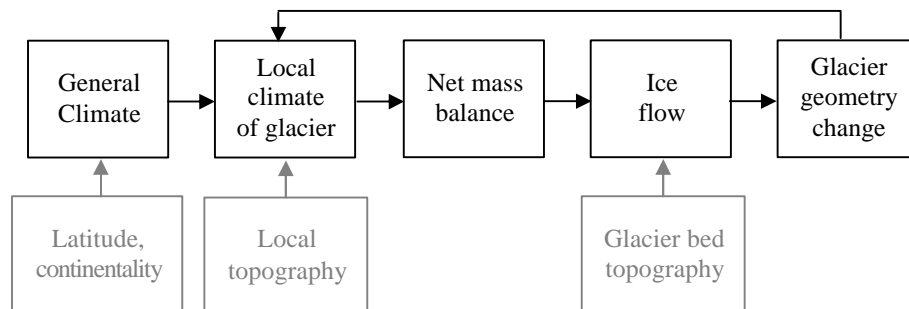 General
Climate
Local
climate
of glacier
Net mass
balance
Ice
flow
Glacier
geometry
change
Latitude,
continentality
Local
topography
Glacier bed
topography